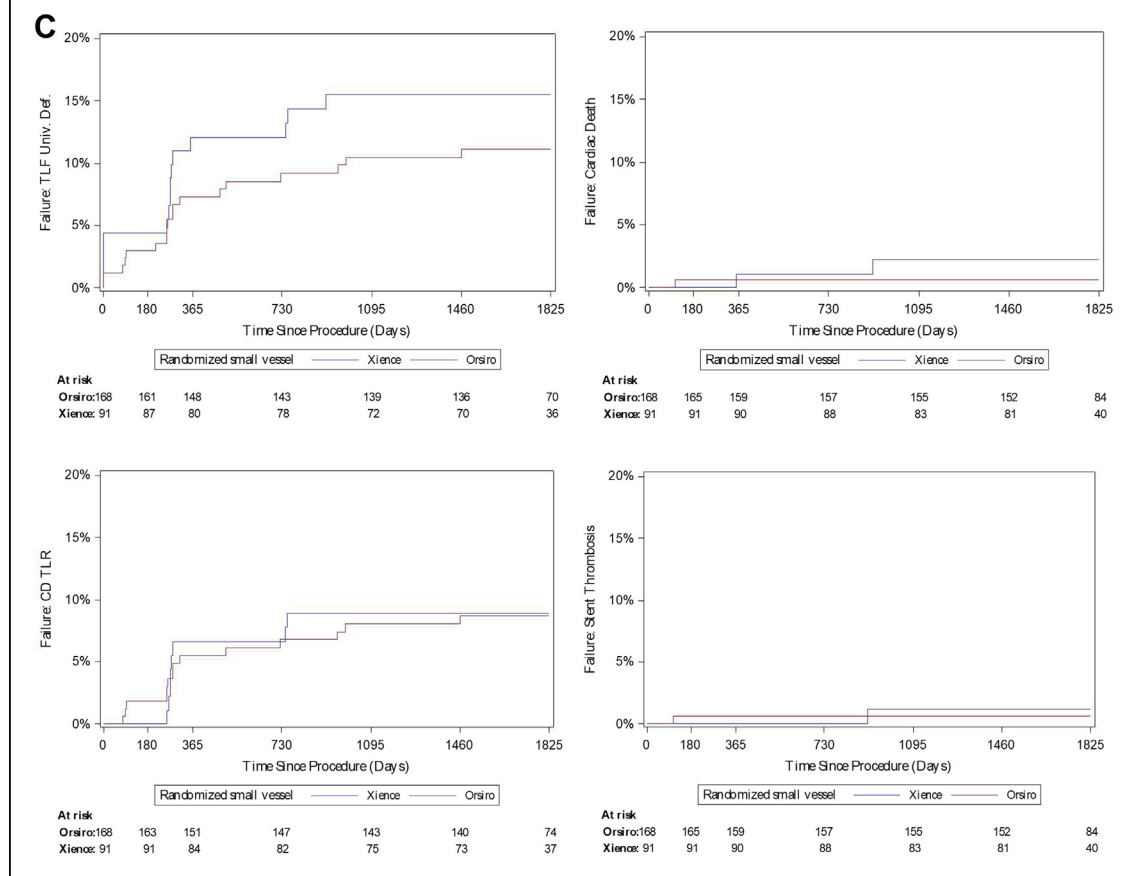 C
20%
15%
10%
5%
0%
Failure: TLF Univ. Def.
0 180 365 730 1095 1460 1825
Time Since Procedure (Days)
Randomized small vessel Xience Orsiro
At risk
Orsiro:168 161 148 143 139 136 70
Xience: 91 87 80 78 72 70 36
20%
15%
10%
5%
0%
Failure: Cardiac Death
0 180 365 730 1095 1460 1825
Time Since Procedure (Days)
Randomized small vessel Xience Orsiro
At risk
Orsiro:168 165 159 157 155 152 84
Xience: 91 91 90 88 83 81 40
20%
15%
10%
5%
0%
Failure: CD TLR
0 180 365 730 1095 1460 1825
Time Since Procedure (Days)
Randomized small vessel Xience Orsiro
At risk
Orsiro:168 163 151 147 143 140 74
Xience: 91 91 84 82 75 73 37
20%
15%
10%
5%
0%
Failure: Stent Thrombosis
0 180 365 730 1095 1460 1825
Time Since Procedure (Days)
Randomized small vessel Xience Orsiro
At risk
Orsiro:168 165 159 157 155 152 84
Xience: 91 91 90 88 83 81 40